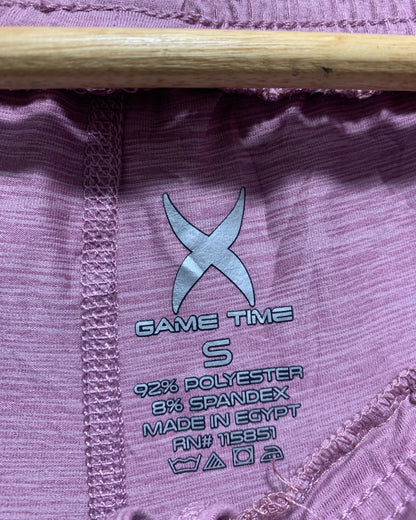 GAME TIME
S
92% POLYESTER
8% SPANDEX
MADE IN EGYPT
RN# 115851